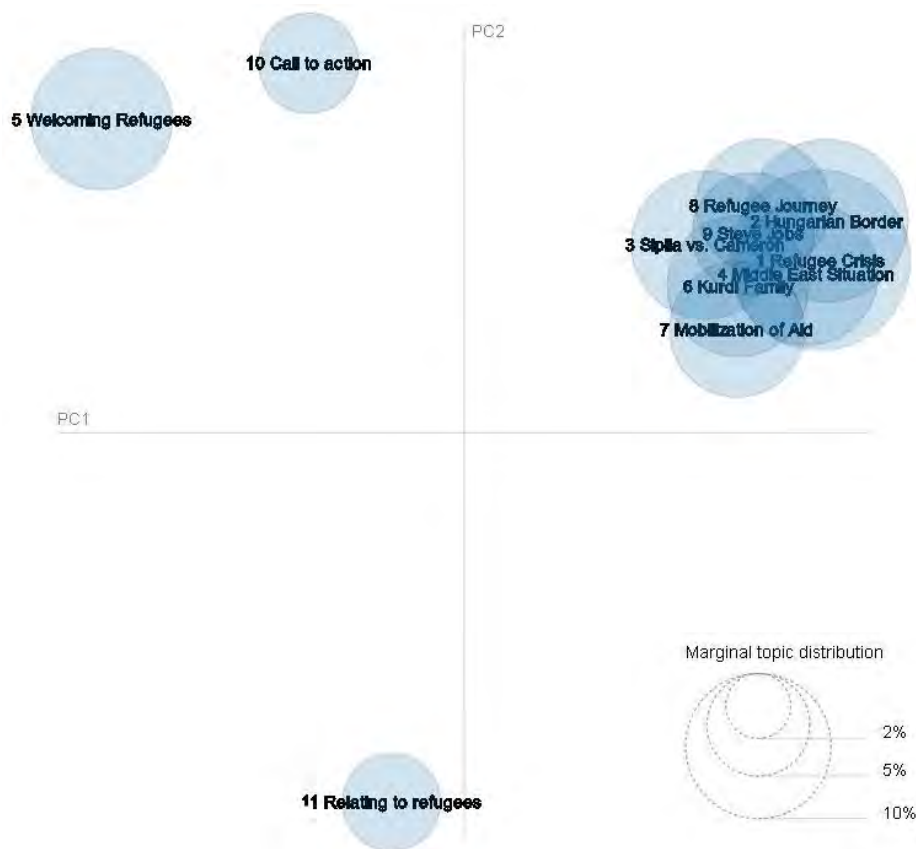 PC2
10 Call to action
5 Welcoming Refugees
8 Refugee Journey
2 Hungarian Border
9 Steve Jobs
3 Sipila vs. Cameron
1 Refugee Crisis
4 Middle East Situation
6 Kurdi Family
7 Mobilization of Aid
PC1
Marginal topic distribution
2%
5%
10%
11 Relating to refugees